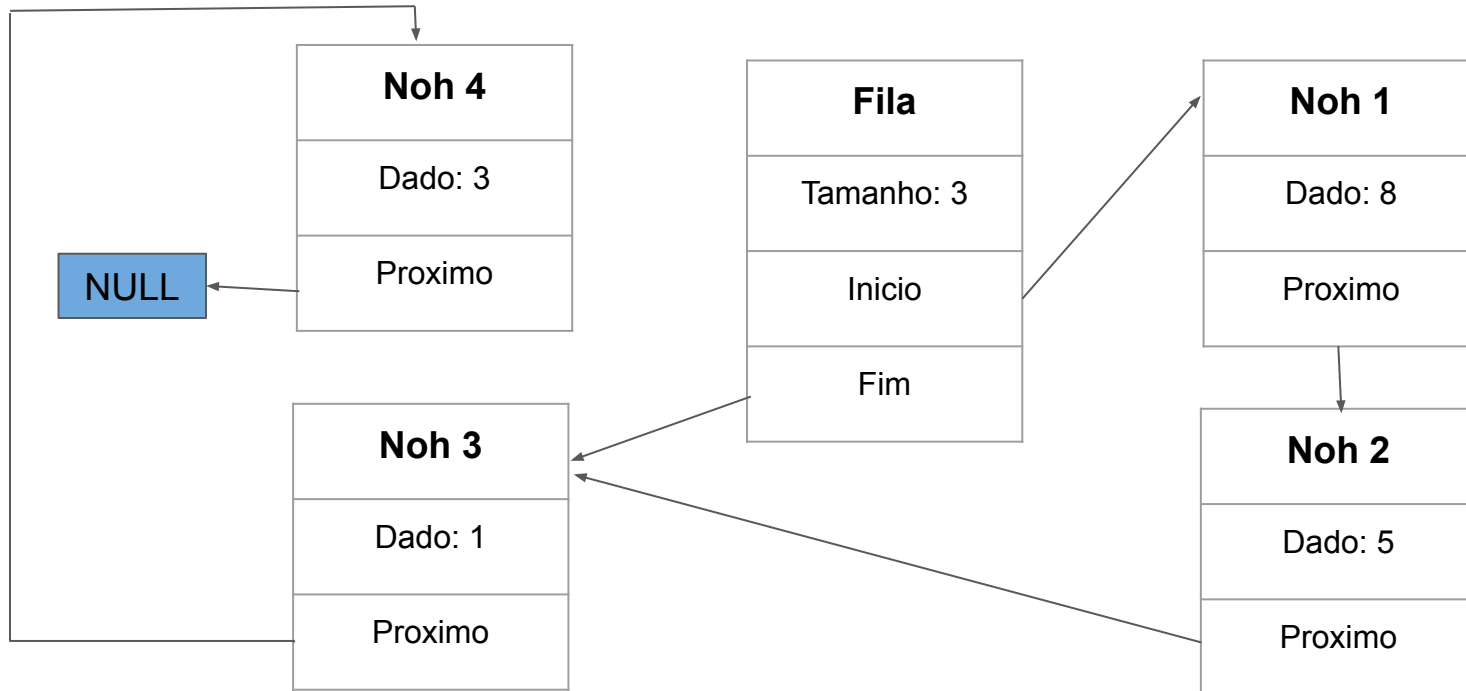 Noh 4
Dado: 3
Proximo
NULL
Fila
Tamanho: 3
Inicio
Fim
Noh 1
Dado: 8
Proximo
Noh 3
Dado: 1
Proximo
Noh 2
Dado: 5
Proximo